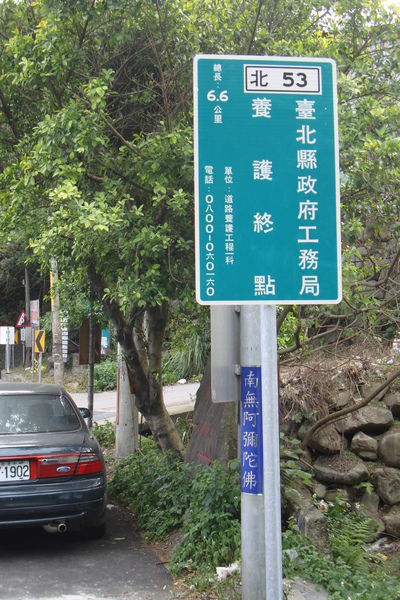 北 53
臺北縣政府工務局
養護終點
單位：道路養護工程一科
電話：0八00一0六0一六0
總長：6.6公里
南無阿彌陀佛
1902